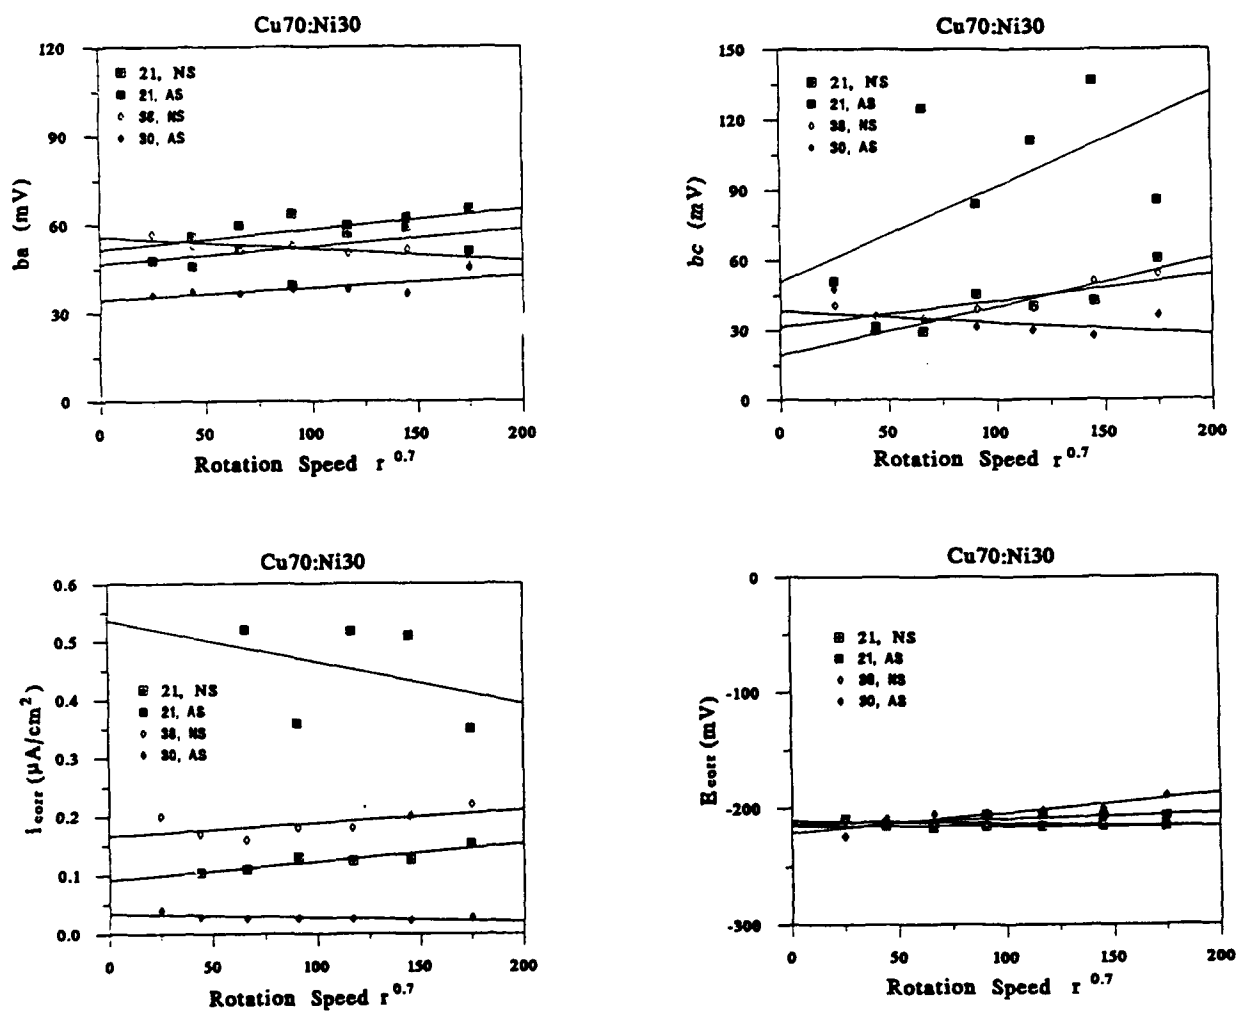 Cu70:Ni30
120
90
60
30
0
ba (mV)
21, NS
21, AS
38, NS
30, AS
0 50 100 150 200
Rotation Speed r^0.7
Cu70:Ni30
150
120
90
60
30
0
bc (mV)
21, NS
21, AS
38, NS
30, AS
0 50 100 150 200
Rotation Speed r^0.7
Cu70:Ni30
0.6
0.5
0.4
0.3
0.2
0.1
0.0
i corr (μA/cm²)
21, NS
21, AS
38, NS
30, AS
0 50 100 150 200
Rotation Speed r^0.7
Cu70:Ni30
0
-100
-200
-300
E corr (mV)
21, NS
21, AS
30, AS
0 50 100 150 200
Rotation Speed r^0.7